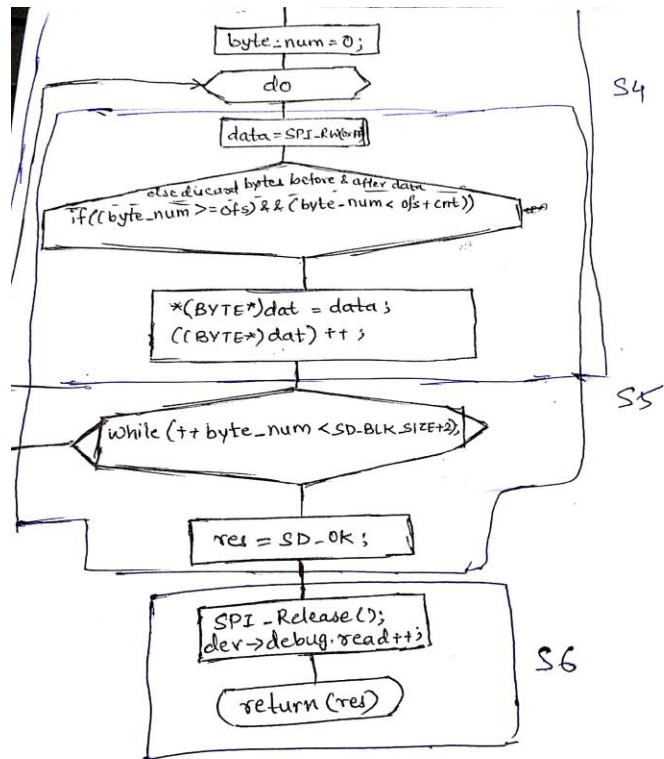 byte_num=0;
do
S4
data=SPI_RW(0xFF)
else discard bytes before & after data
if((byte_num >= ofs) && (byte_num < ofs+cnt))
*(BYTE*)dat = data;
((BYTE*)dat) ++;
S5
while (++byte_num < SD_BLK_SIZE+2);
res = SD_OK;
SPI_Release();
dev->debug.read++;
S6
return (res)